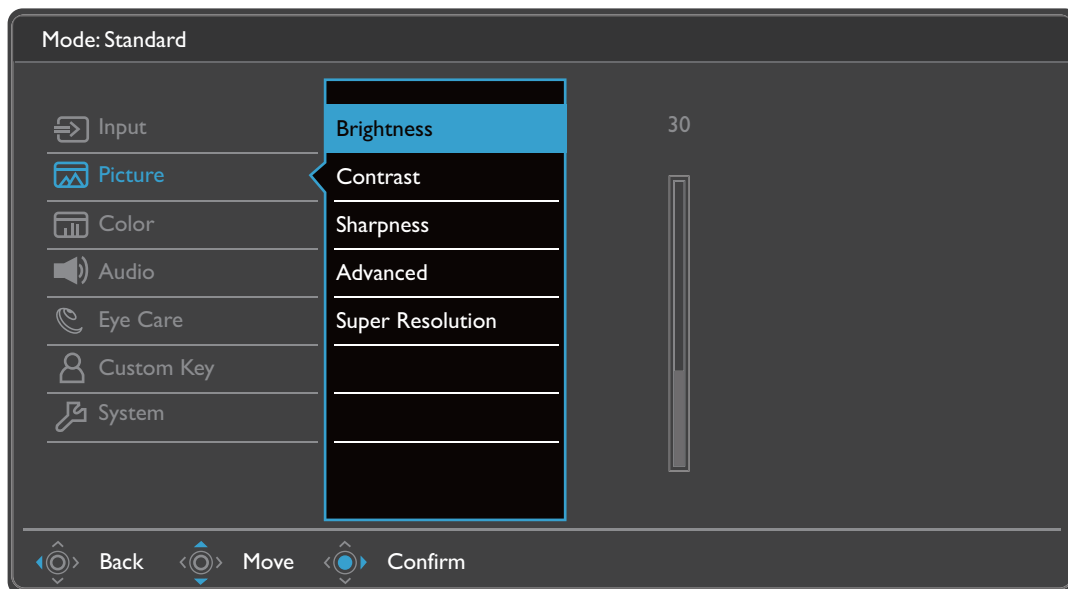 Mode: Standard
Input
Picture
Color
Audio
Eye Care
Custom Key
System
Brightness
Contrast
Sharpness
Advanced
Super Resolution
30
Back Move Confirm